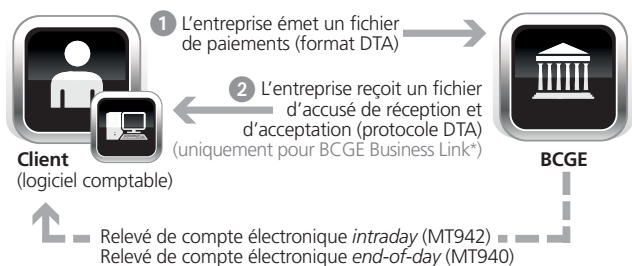 1 L'entreprise émet un fichier
de paiements (format DTA)
2 L'entreprise reçoit un fichier
d'accusé de réception et
d'acceptation (protocole DTA)
(uniquement pour BCGE Business Link*)
Client
(logiciel comptable)
BCGE
Relevé de compte électronique intraday (MT942)
Relevé de compte électronique end-of-day (MT940)